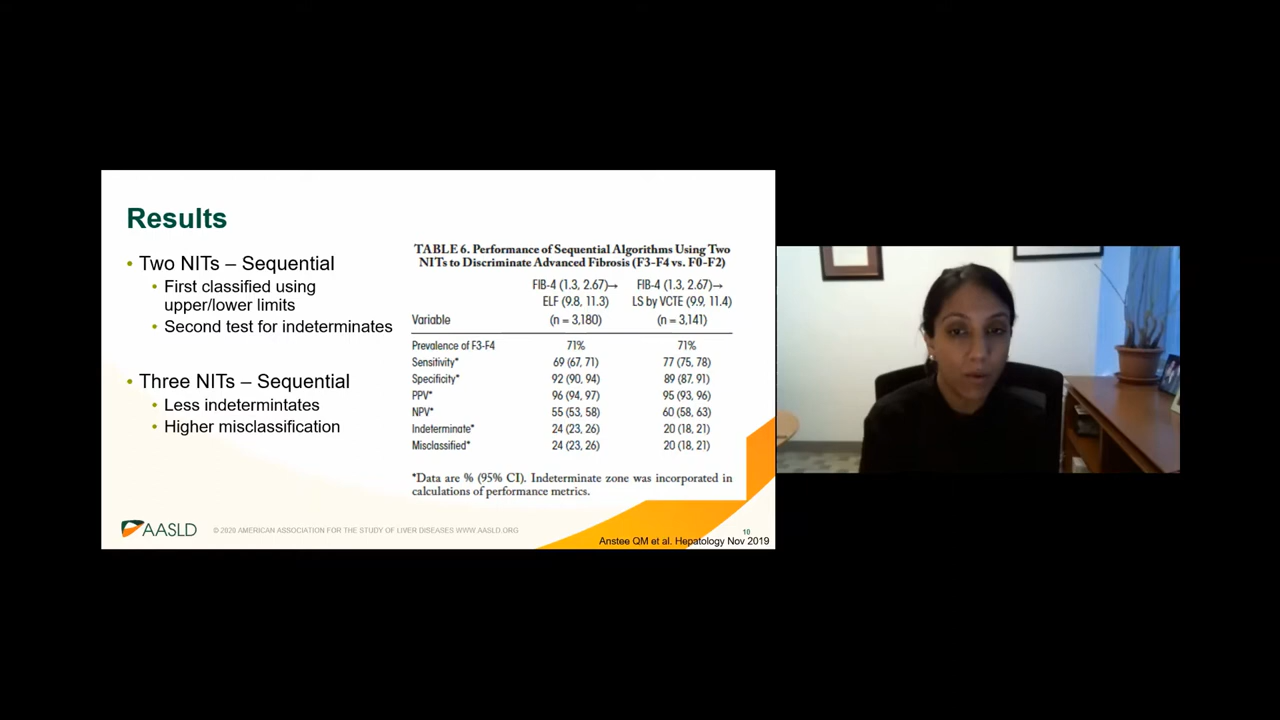 Results
• Two NITs – Sequential
• First classified using
upper/lower limits
• Second test for indeterminates
• Three NITs – Sequential
• Less indetermintates
• Higher misclassification
TABLE 6. Performance of Sequential Algorithms Using Two
NITs to Discriminate Advanced Fibrosis (F3-F4 vs. F0-F2)
FIB-4 (1.3, 2.67)→ FIB-4 (1.3, 2.67)→
ELF (9.8, 11.3) LS by VCTE (9.9, 11.4)
Variable (n = 3,180) (n = 3,141)
Prevalence of F3-F4 71% 71%
Sensitivity* 69 (67, 71) 77 (75, 78)
Specificity* 92 (90, 94) 89 (87, 91)
PPV* 96 (94, 97) 95 (93, 96)
NPV* 55 (53, 58) 60 (58, 63)
Indeterminate* 24 (23, 26) 20 (18, 21)
Misclassified* 24 (23, 26) 20 (18, 21)
*Data are % (95% CI). Indeterminate zone was incorporated in
calculations of performance metrics.
AASLD © 2020 AMERICAN ASSOCIATION FOR THE STUDY OF LIVER DISEASES WWW.AASLD.ORG
10
Anstee QM et al. Hepatology Nov 2019